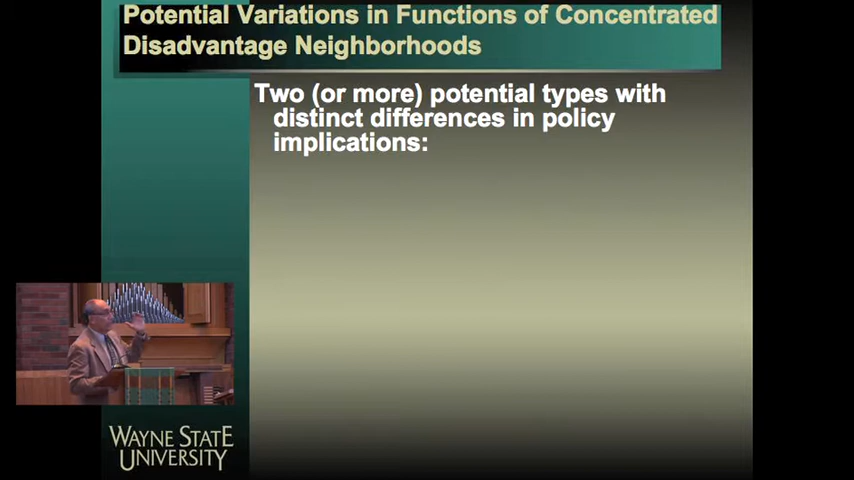 Potential Variations in Functions of Concentrated
Disadvantage Neighborhoods
Two (or more) potential types with
distinct differences in policy
implications:
WAYNE STATE
UNIVERSITY